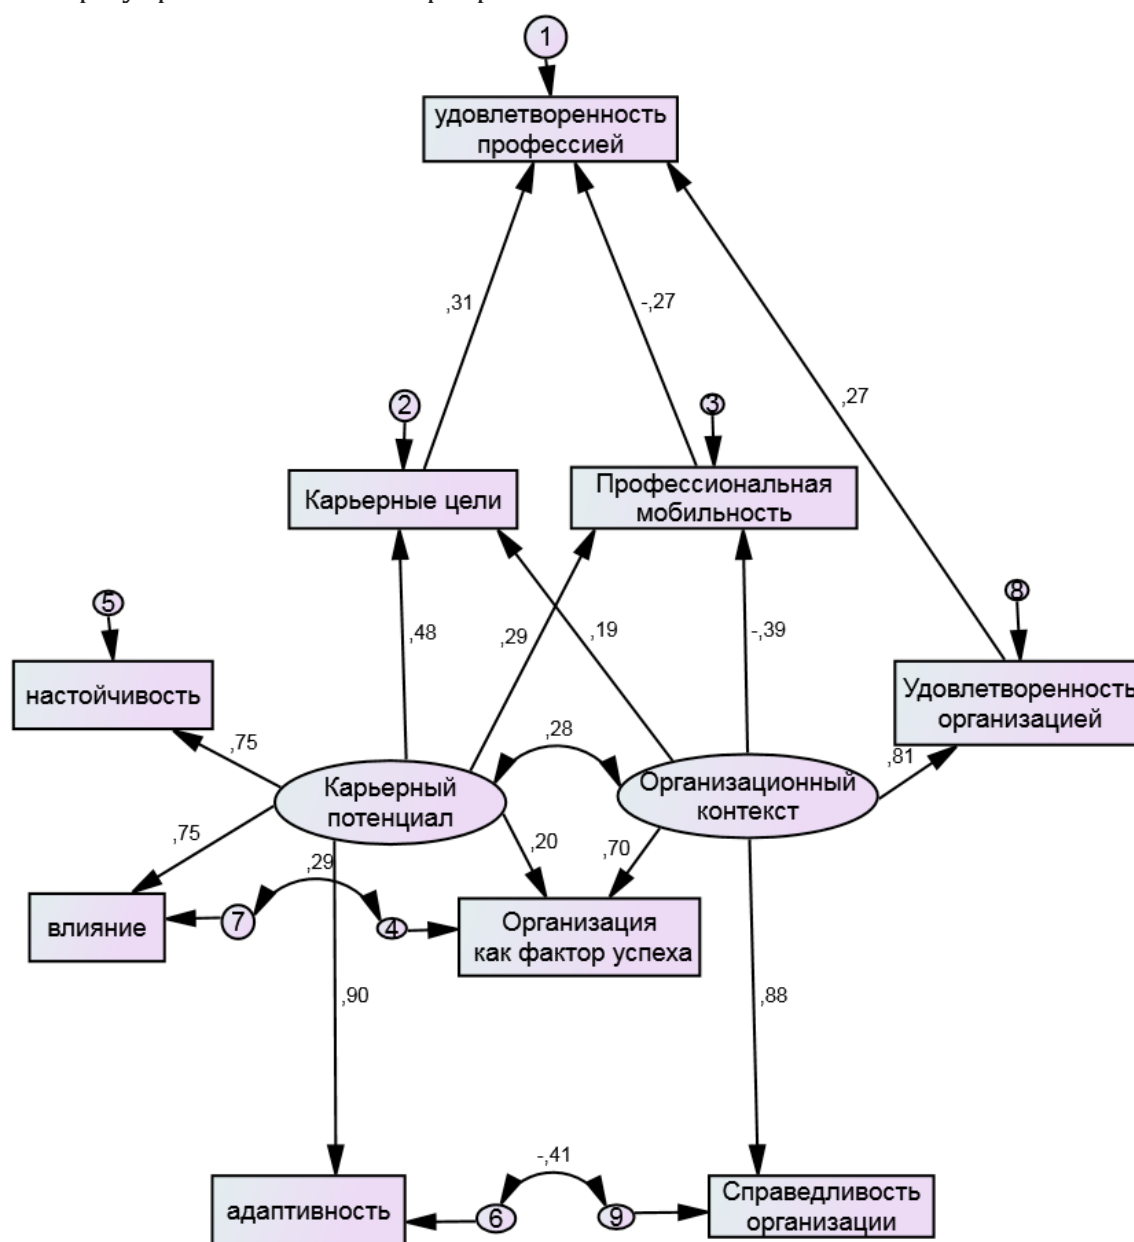 1
удовлетворенность
профессией
,31
-,27
,27
2
3
Карьерные цели
Профессиональная
мобильность
5
8
,48
,29
,19
-,39
настойчивость
Удовлетворенность
организацией
,75
,28
,81
Карьерный
потенциал
Организационный
контекст
,75
,29
,20
,70
влияние
7
4
Организация
как фактор успеха
,90
,88
-,41
адаптивность
6
9
Справедливость
организации